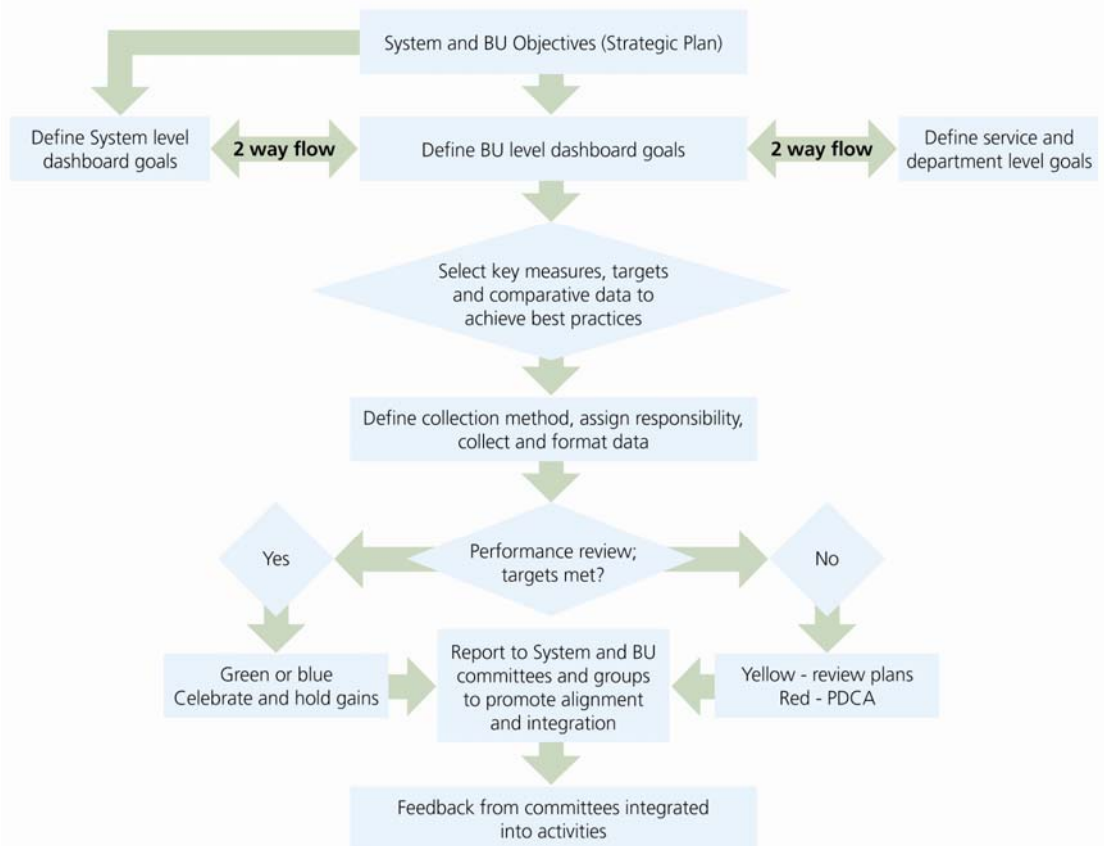 System and BU Objectives (Strategic Plan)
Define System level
dashboard goals
2 way flow
Define BU level dashboard goals
2 way flow
Define service and
department level goals
Select key measures, targets
and comparative data to
achieve best practices
Define collection method, assign responsibility,
collect and format data
Yes
Performance review;
targets met?
No
Green or blue
Celebrate and hold gains
Report to System and BU
committees and groups
to promote alignment
and integration
Yellow - review plans
Red - PDCA
Feedback from committees integrated
into activities